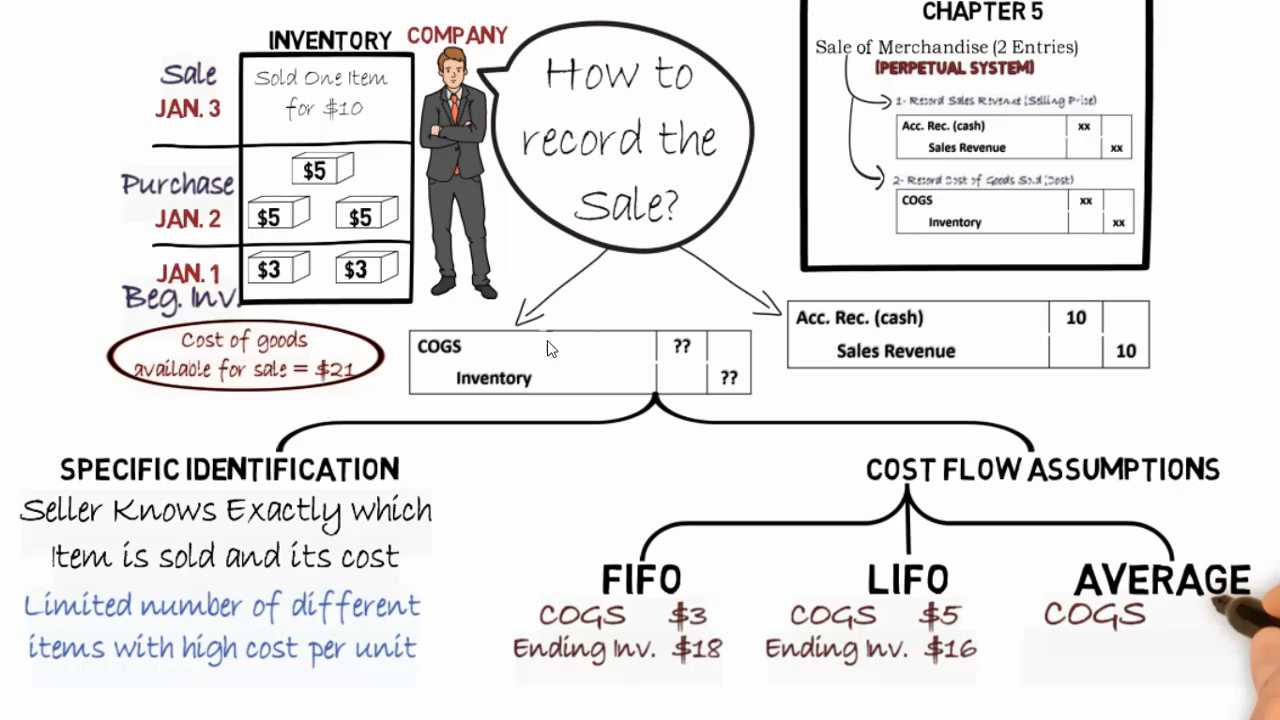 INVENTORY
COMPANY
Sale
JAN. 3
Sold One Item
for $10
Purchase
JAN. 2
$5
$5
$5
JAN. 1
Beg. Inv.
$3
$3
Cost of goods
available for sale = $21
How to
record the
Sale?
CHAPTER 5
Sale of Merchandise (2 Entries)
(PERPETUAL SYSTEM)
1- Record Sales Revenue (Selling Price)
Acc. Rec. (cash) xx
Sales Revenue xx
2- Record Cost of Goods Sold (Cost)
COGS xx
Inventory xx
COGS ??
Inventory ??
Acc. Rec. (cash) 10
Sales Revenue 10
SPECIFIC IDENTIFICATION
Seller Knows Exactly which
Item is sold and its cost
Limited number of different
items with high cost per unit
COST FLOW ASSUMPTIONS
FIFO
COGS $3
Ending Inv. $18
LIFO
COGS $5
Ending Inv. $16
AVERAGE
COGS